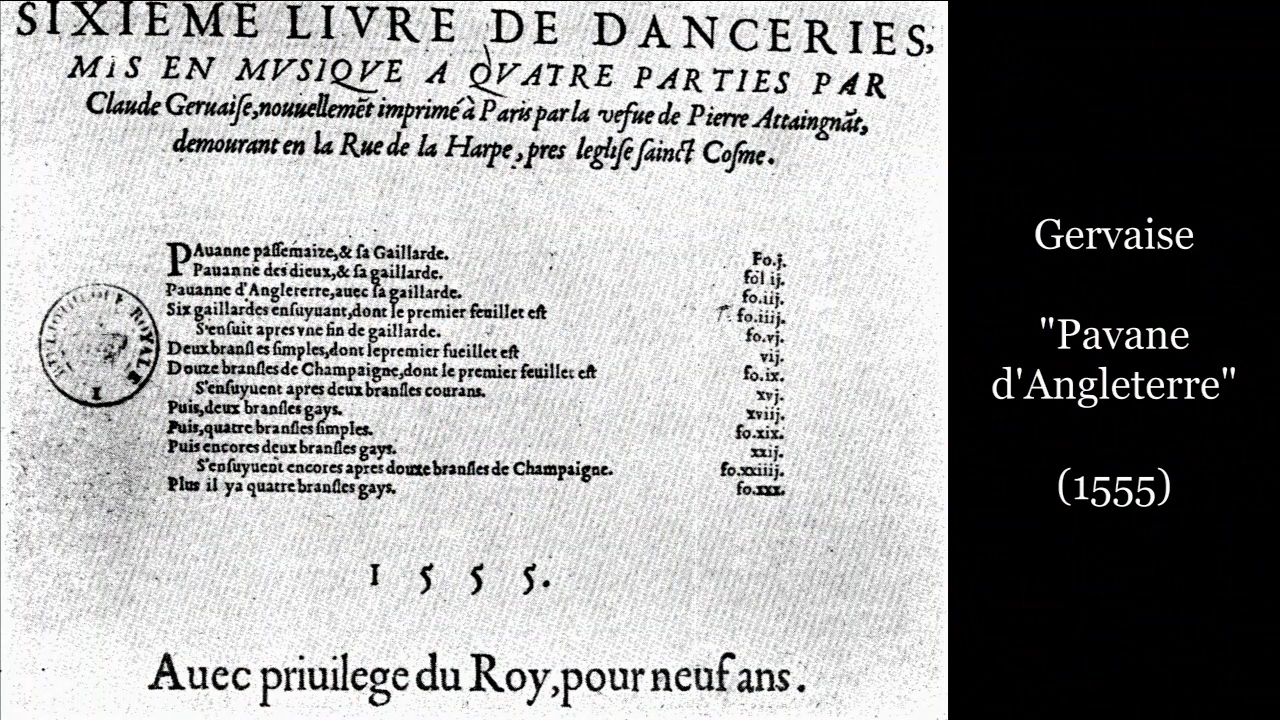 SIXIEME LIVRE DE DANCERIES,
MIS EN MVSIQVE A QVATRE PARTIES PAR
Claude Geruaiſe, nouuellemēt imprimé à Paris par la vefue de Pierre Attaingnāt,
demourant en la Rue de la Harpe, pres legliſe ſainct Coſme.
PAuanne paſſemaize, & ſa Gaillarde. Fo.j.
Pauanne des dieux, & ſa gaillarde. fol ij.
Pauanne d'Anglererre, auec ſa gaillarde. fo.iij.
Six gaillardes enſuyuant, dont le premier feuillet eſt fo.iiij.
S'enſuit apres vne fin de gaillarde. fo.vj.
Deux branſles ſimples, dont le premier fueillet eſt vij.
Douze branſles de Champaigne, dont le premier feuillet eſt fo.ix.
S'enſuyuent apres deux branſles courans. xvj.
Puis, deux branſles gays. xviij.
Puis, quatre branſles ſimples. fo.xix.
Puis encores deux branſles gays. xxij.
S'enſuyuent encores apres douze branſles de Champaigne. fo.xxiiij.
Plus il ya quatre branſles gays. fo.xxx.
ROYALE
I
1555.
Auec priuilege du Roy, pour neuf ans.
Gervaise
"Pavane
d'Angleterre"
(1555)